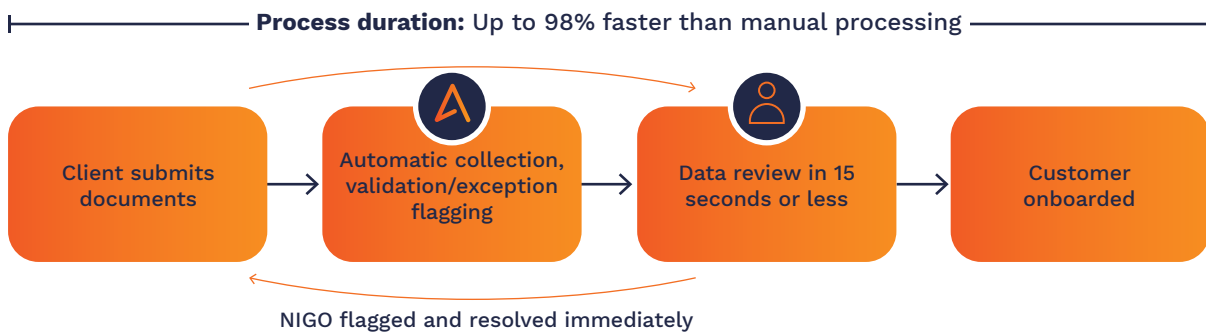 Process duration: Up to 98% faster than manual processing
Client submits
documents
Automatic collection,
validation/exception
flagging
Data review in 15
seconds or less
Customer
onboarded
NIGO flagged and resolved immediately